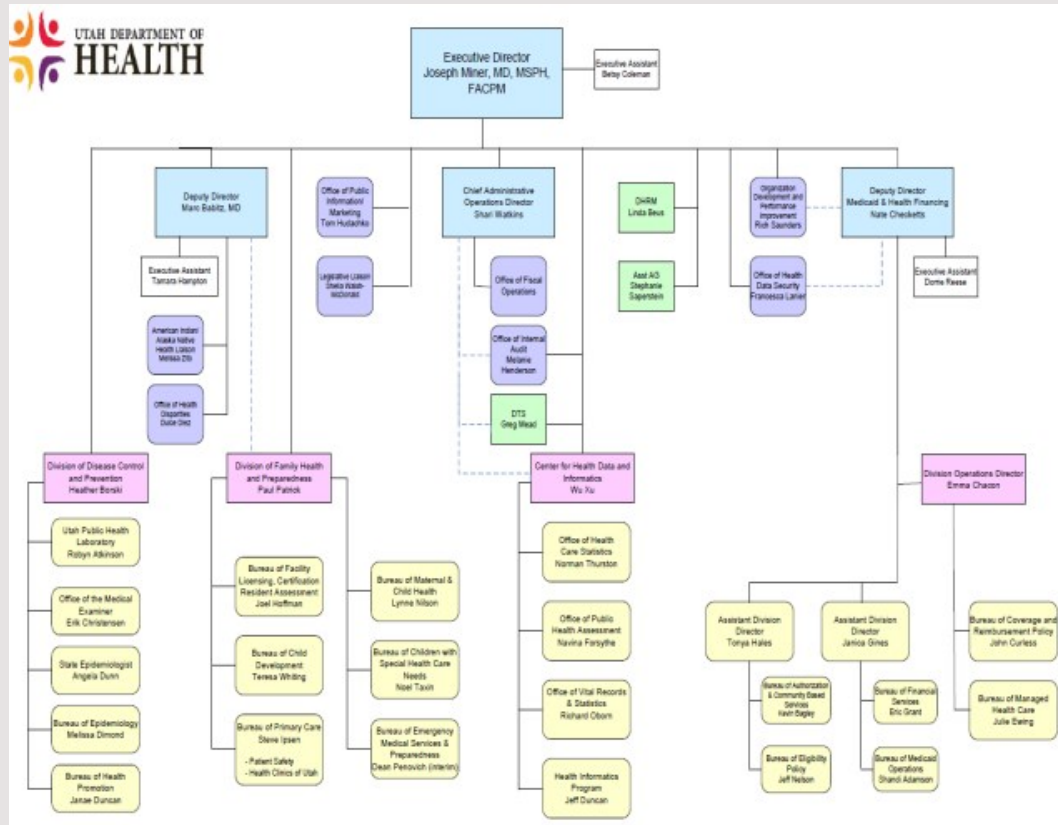 UTAH DEPARTMENT OF
HEALTH
Executive Director
Joseph Miner, MD, MSPH,
FACPM
Executive Assistant
Betsy Coleman
Deputy Director
Marc Babitz, MD
Executive Assistant
Tamara Hampton
American Indian/
Alaska Native
Health Liaison
Melissa Zito
Office of Health
Disparities
Dulce Diez
Office of Public
Information/
Marketing
Tom Hudachko
Legislative Liaison
Sheila Walsh-
McDonald
Chief Administrative
Operations Director
Shari Watkins
Office of Fiscal
Operations
Office of Internal
Audit
Melanie
Henderson
DTS
Greg Mead
DHRM
Linda Beus
Asst AG
Stephanie
Saperstein
Organization
Development and
Performance
Improvement
Rich Saunders
Office of Health
Data Security
Francesca Lanier
Deputy Director
Medicaid & Health Financing
Nate Checketts
Executive Assistant
Reese
Division of Disease Control
and Prevention
Heather Borski
Utah Public Health
Laboratory
Robyn Atkinson
Office of the Medical
Examiner
Erik Christensen
State Epidemiologist
Angela Dunn
Bureau of Epidemiology
Melissa Dimond
Bureau of Health
Promotion
Janae Duncan
Division of Family Health
and Preparedness
Paul Patrick
Bureau of Facility
Licensing, Certification
Resident Assessment
Joel Hoffman
Bureau of Child
Development
Teresa Whiting
Bureau of Primary Care
Steve Ipsen
- Patient Safety
- Health Clinics of Utah
Bureau of Maternal &
Child Health
Lynne Nilson
Bureau of Children with
Special Health Care
Needs
Noel Taxin
Bureau of Emergency
Medical Services &
Preparedness
Dean Penovich (interim)
Center for Health Data and
Informatics
Wu Xu
Office of Health
Care Statistics
Norman Thurston
Office of Public
Health Assessment
Navina Forsythe
Office of Vital Records
& Statistics
Richard Oborn
Health Informatics
Program
Jeff Duncan
Division Operations Director
Emma Chacon
Assistant Division
Director
Tonya Hales
Bureau of Authorization
& Community Based
Services
Kevin Bagley
Bureau of Eligibility
Policy
Jeff Nelson
Assistant Division
Director
Janica Gines
Bureau of Financial
Services
Eric Grant
Bureau of Medicaid
Operations
Shandi Adamson
Bureau of Coverage and
Reimbursement Policy
John Curless
Bureau of Managed
Health Care
Julie Ewing